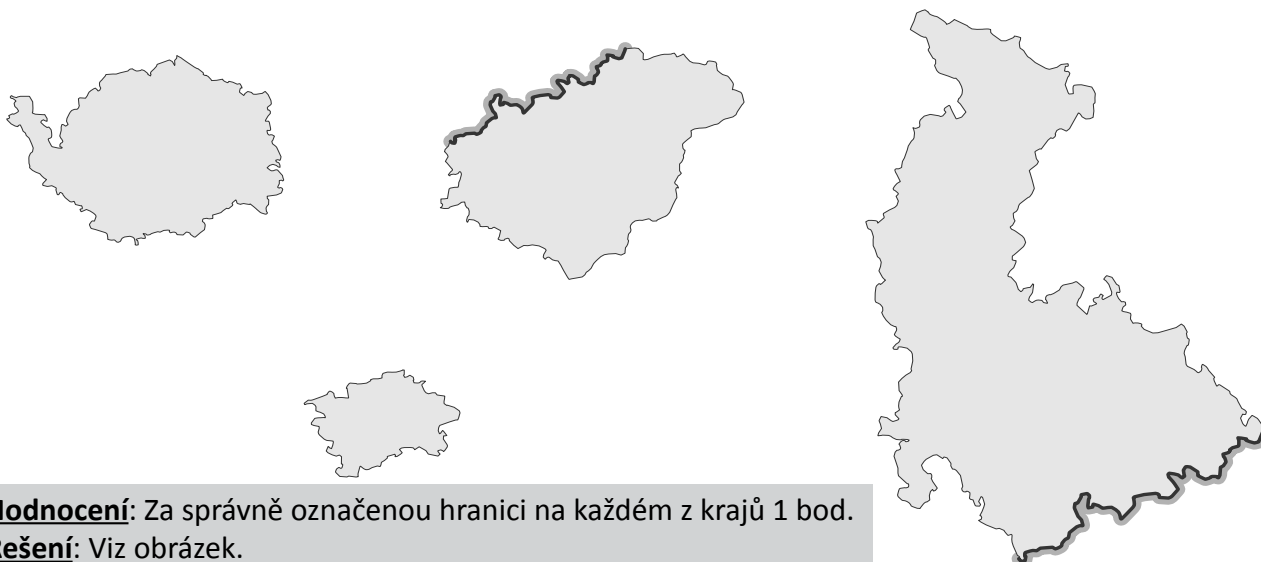 Hodnocení: Za správně označenou hranici na každém z krajů 1 bod.
Řešení: Viz obrázek.